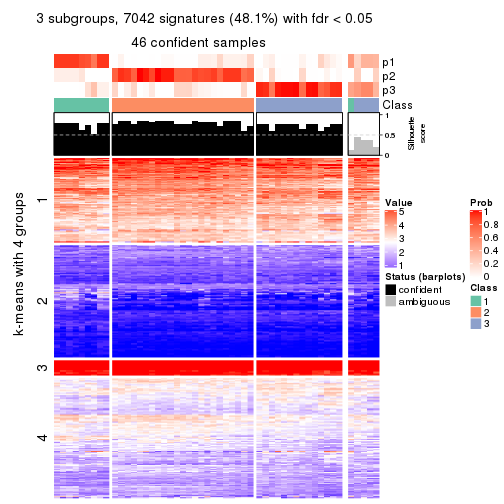 3 subgroups, 7042 signatures (48.1%) with fdr < 0.05
46 confident samples
p1
p2
p3
Class
1
0.5
0
Silhouette
score
k-means with 4 groups
1
2
3
4
Value
5
4
3
2
1
Status (barplots)
confident
ambiguous
Prob
1
0.8
0.6
0.4
0.2
0
Class
1
2
3